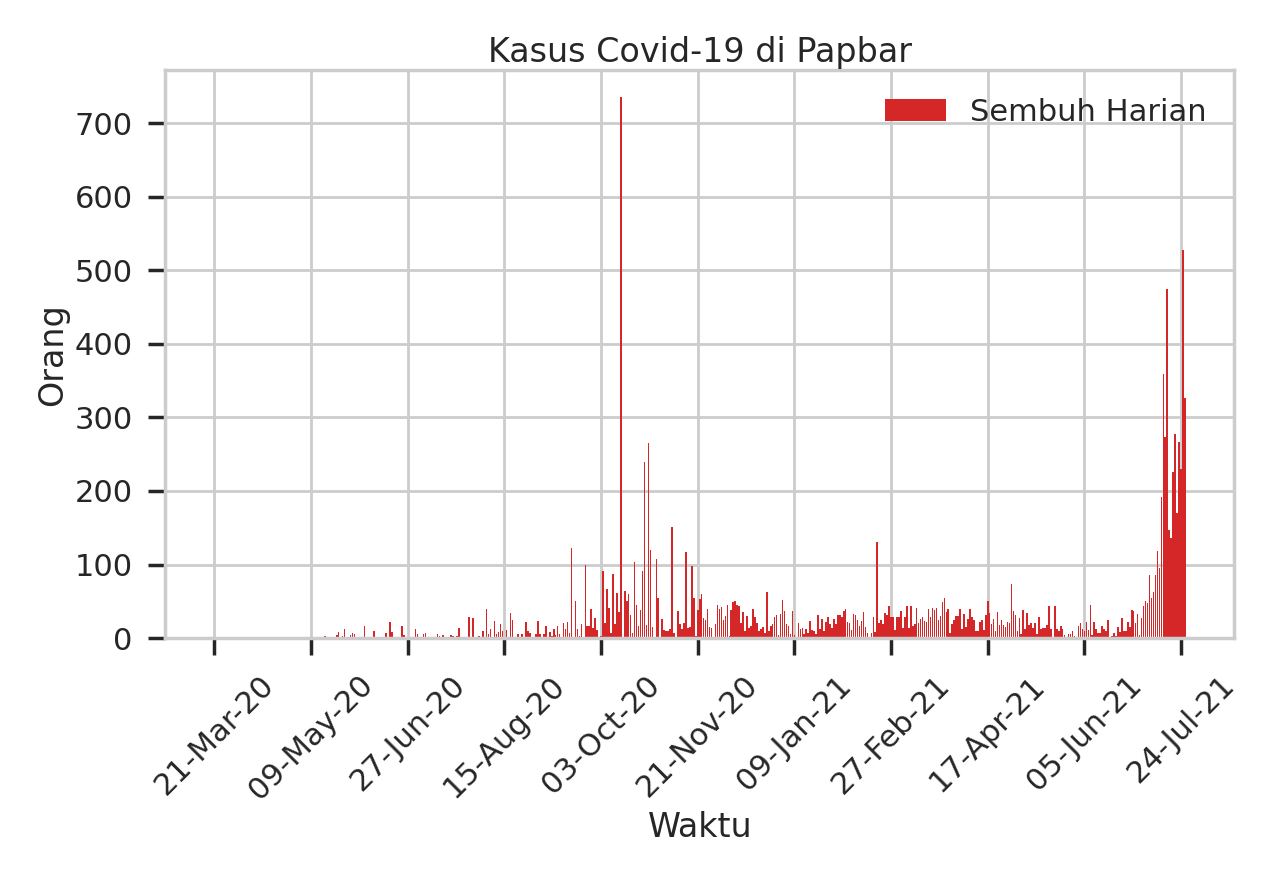 Kasus Covid-19 di Papbar
Sembuh Harian
Orang
700
600
500
400
300
200
100
0
21-Mar-20
09-May-20
27-Jun-20
15-Aug-20
03-Oct-20
21-Nov-20
09-Jan-21
27-Feb-21
17-Apr-21
05-Jun-21
24-Jul-21
Waktu